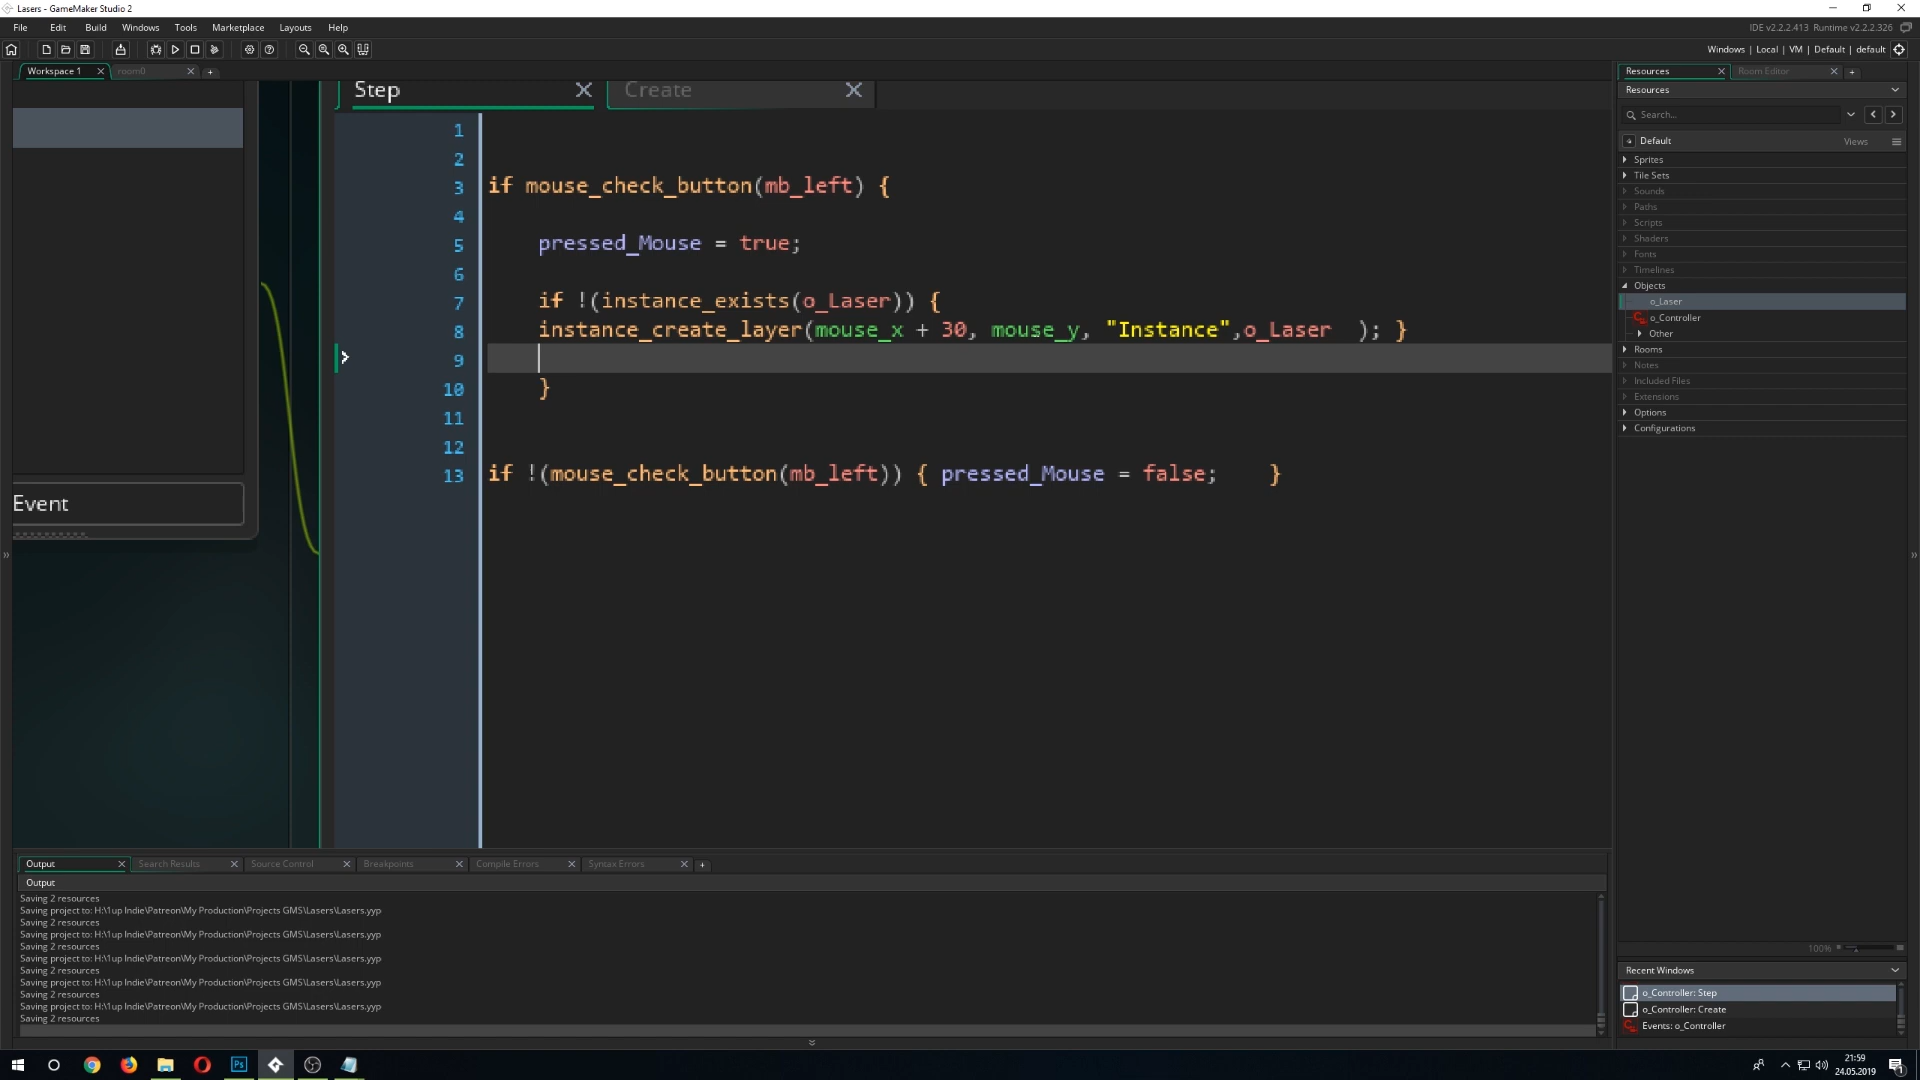 Lasers - GameMaker Studio 2
File Edit Build Windows Tools Marketplace Layouts Help
IDE v2.2.2.413 Runtime v2.2.2.326
Windows | Local | VM | Default | default
Workspace 1
room0
Step
Create
1
2
3 if mouse_check_button(mb_left) {
4
5 pressed_Mouse = true;
6
7 if !(instance_exists(o_Laser)) {
8 instance_create_layer(mouse_x + 30, mouse_y, "Instance",o_Laser ); }
9
10 }
11
12
13 if !(mouse_check_button(mb_left)) { pressed_Mouse = false; }
Event
Resources
Room Editor
Resources
Search...
Default
Views
Sprites
Tile Sets
Sounds
Paths
Scripts
Shaders
Fonts
Timelines
Objects
o_Laser
o_Controller
Other
Rooms
Notes
Included Files
Extensions
Options
Configurations
100%
Recent Windows
o_Controller: Step
o_Controller: Create
Events: o_Controller
Output
Search Results
Source Control
Breakpoints
Compile Errors
Syntax Errors
Output
Saving 2 resources
Saving project to: H:\1up Indie\Patreon\My Production\Projects GMS\Lasers\Lasers.yyp
Saving 2 resources
Saving project to: H:\1up Indie\Patreon\My Production\Projects GMS\Lasers\Lasers.yyp
Saving 2 resources
Saving project to: H:\1up Indie\Patreon\My Production\Projects GMS\Lasers\Lasers.yyp
Saving 2 resources
Saving project to: H:\1up Indie\Patreon\My Production\Projects GMS\Lasers\Lasers.yyp
Saving 2 resources
Saving project to: H:\1up Indie\Patreon\My Production\Projects GMS\Lasers\Lasers.yyp
Saving 2 resources
Ps
21:59
24.05.2019